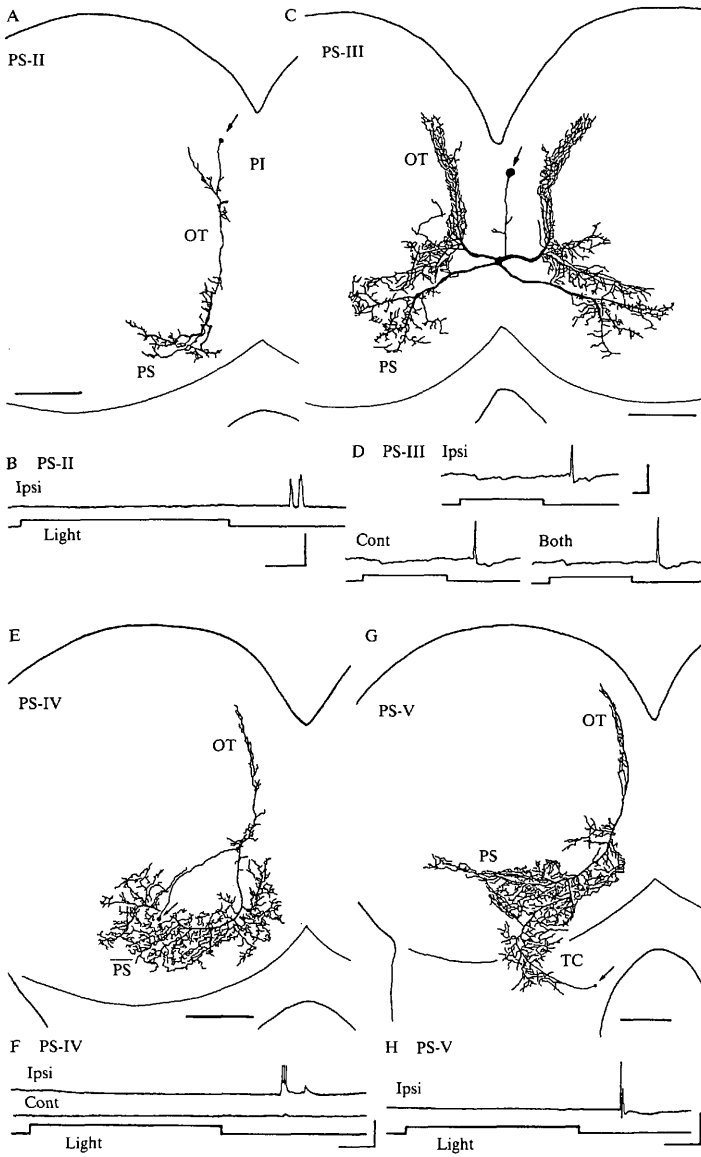 A
C
PS-II
PS-III
PI
OT
OT
PS
PS
B PS-II
Ipsi
Light
D PS-III Ipsi
Cont
Both
E
G
PS-IV
PS-V
OT
OT
PS
PS
TC
F PS-IV
Ipsi
Cont
Light
H PS-V
Ipsi
Light